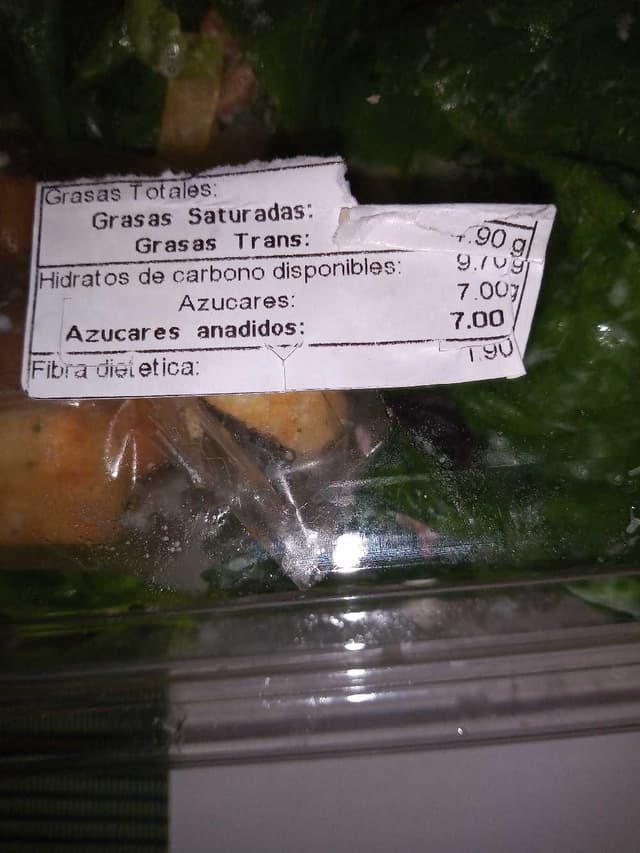 Grasas Totales:
Grasas Saturadas:
Grasas Trans: .90 g
Hidratos de carbono disponibles: 9.70g
Azucares: 7.00g
Azucares anadidos: 7.00
Fibra dietetica: 1.90